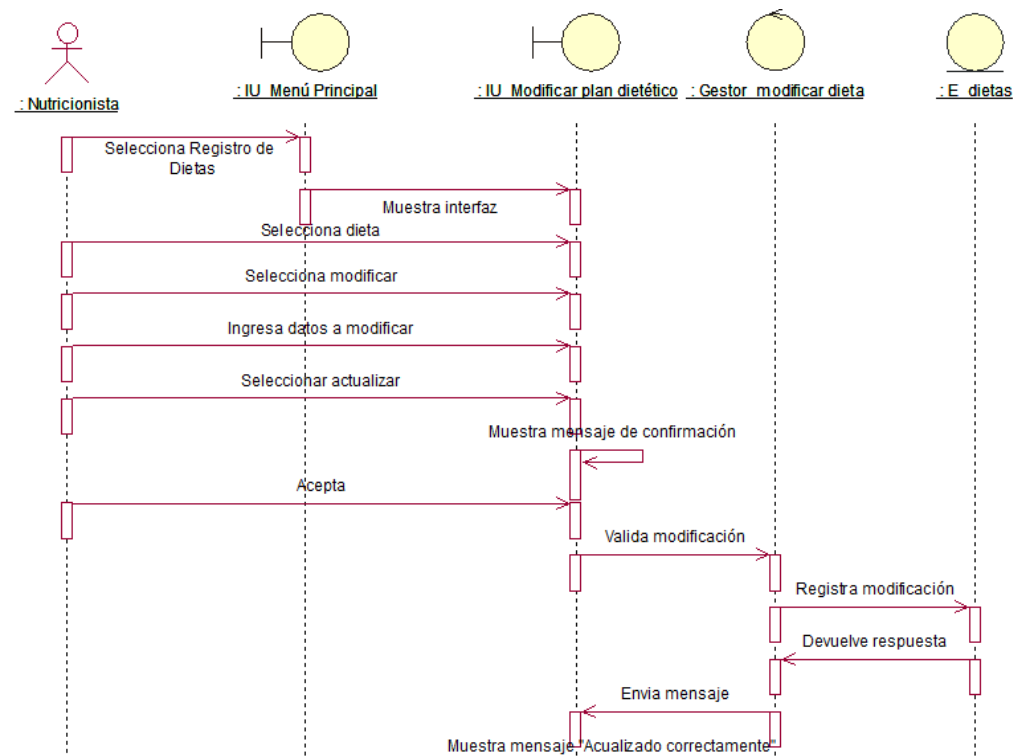 : Nutricionista
: IU_Menú Principal
: IU_Modificar plan dietético
: Gestor_modificar dieta
: E_dietas
Selecciona Registro de
Dietas
Muestra interfaz
Selecciona dieta
Selecciona modificar
Ingresa datos a modificar
Seleccionar actualizar
Muestra mensaje de confirmación
Acepta
Valida modificación
Registra modificación
Devuelve respuesta
Envia mensaje
Muestra mensaje "Acualizado correctamente"